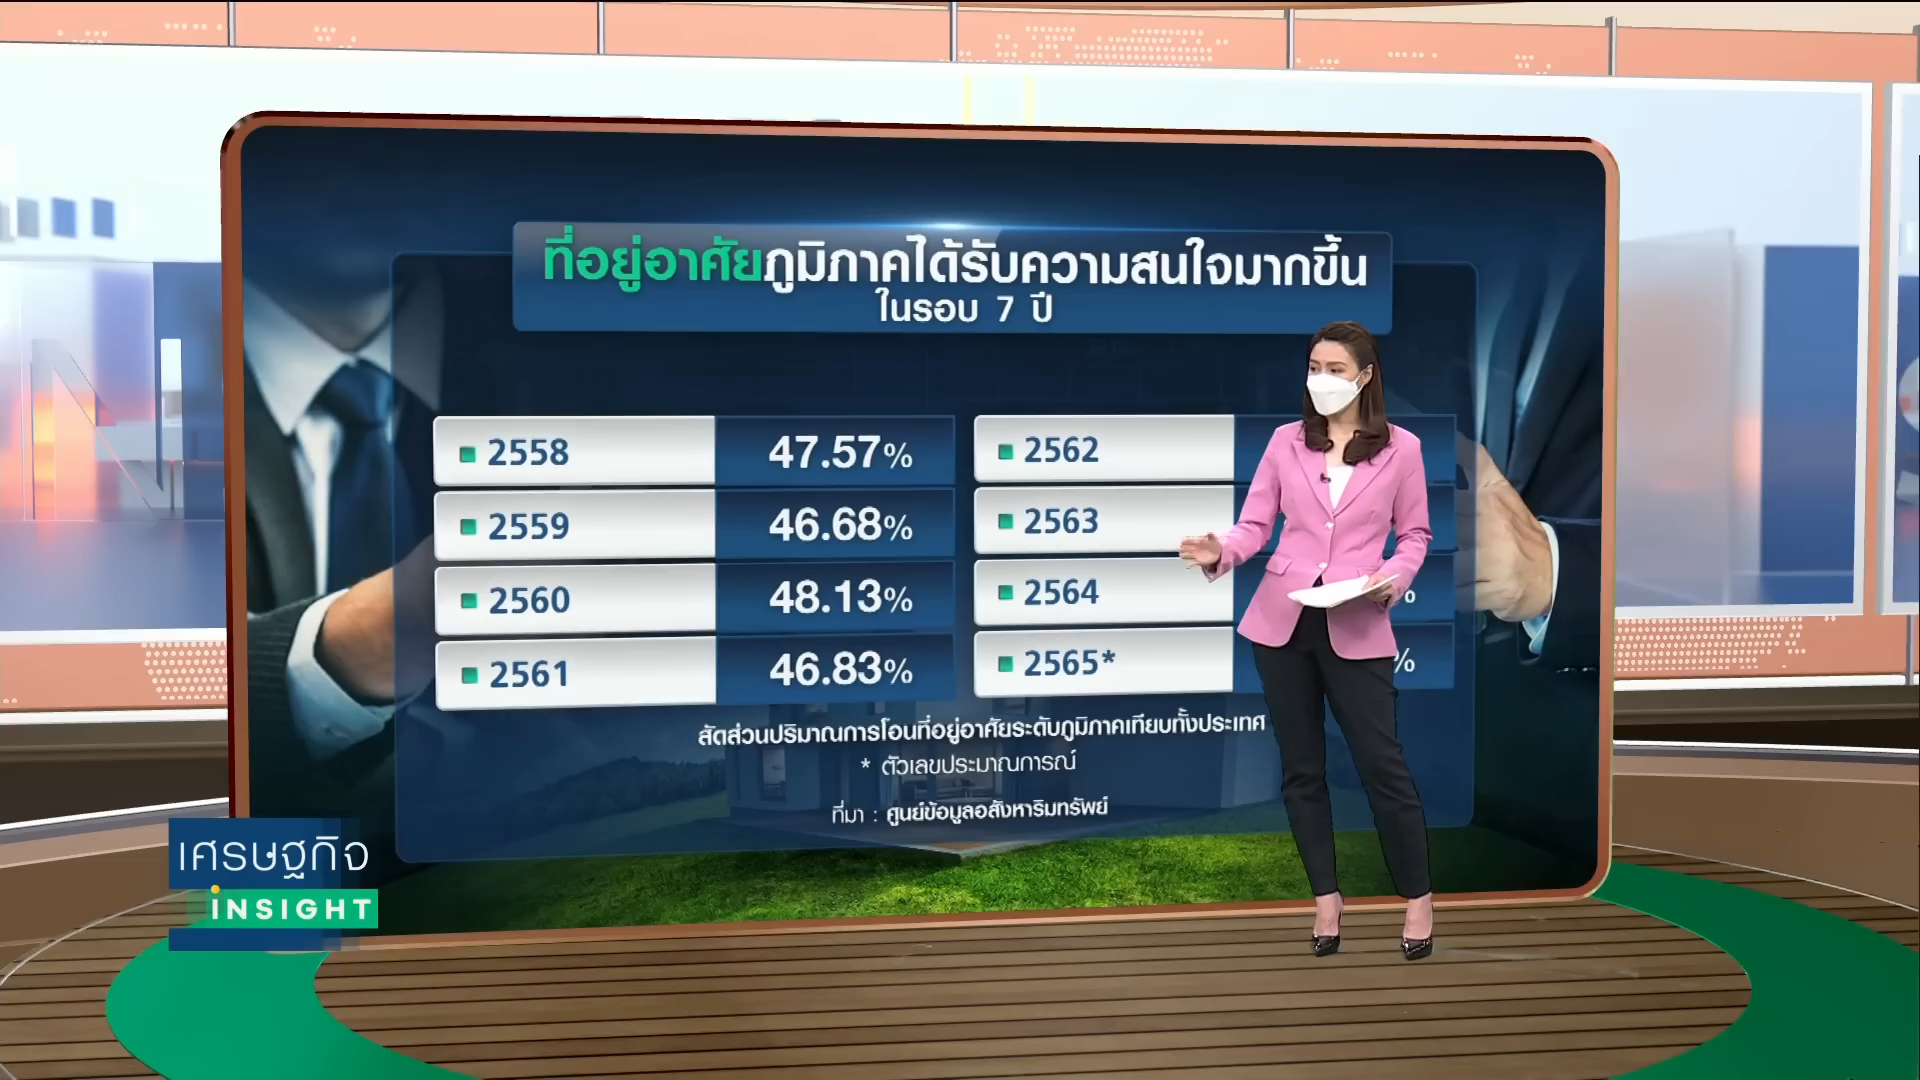 ที่อยู่อาศัยภูมิภาคได้รับความสนใจมากขึ้น
ในรอบ 7 ปี
2558 47.57%
2559 46.68%
2560 48.13%
2561 46.83%
2562
2563
2564 %
2565* %
สัดส่วนปริมาณการโอนที่อยู่อาศัยระดับภูมิภาคเทียบทั้งประเทศ
* ตัวเลขประมาณการณ์
ที่มา : ศูนย์ข้อมูลอสังหาริมทรัพย์
เศรษฐกิจ
INSIGHT